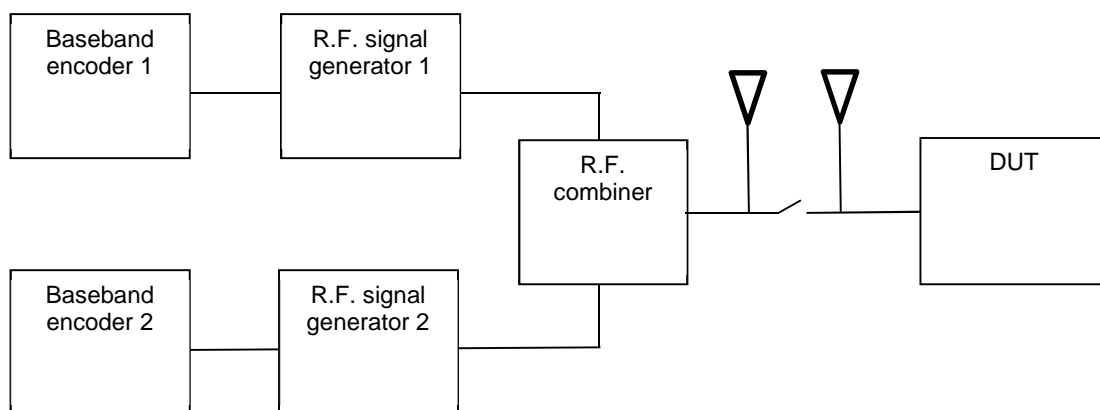 Baseband
encoder 1
R.F. signal
generator 1
R.F.
combiner
DUT
Baseband
encoder 2
R.F. signal
generator 2